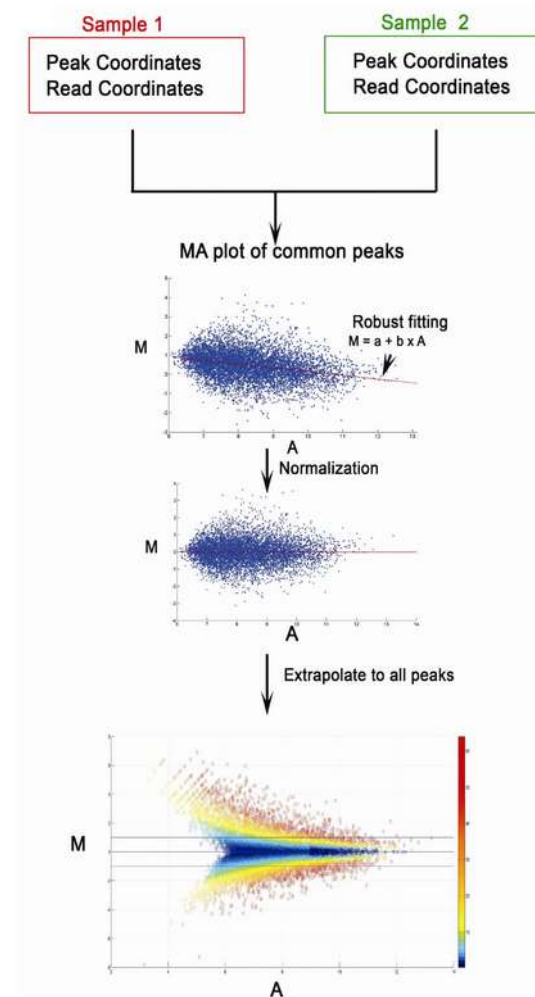 Sample 1
Sample 2
Peak Coordinates
Read Coordinates
Peak Coordinates
Read Coordinates
MA plot of common peaks
Robust fitting
M = a + b x A
M
A
Normalization
M
A
Extrapolate to all peaks
M
A